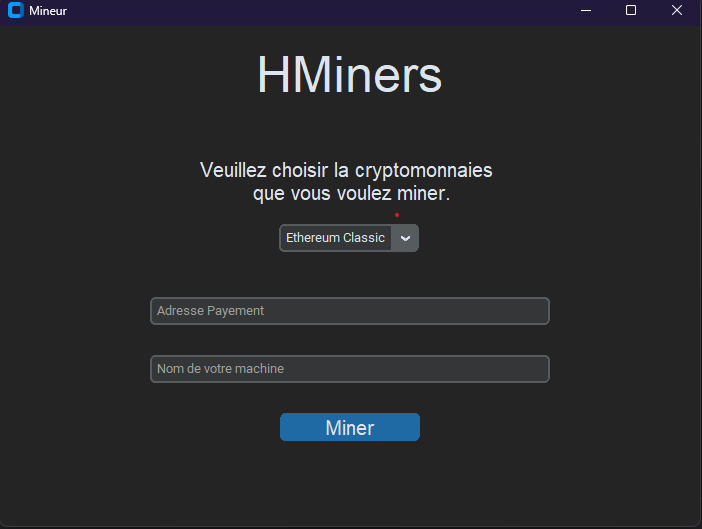 Mineur
HMiners
Veuillez choisir la cryptomonnaies
que vous voulez miner.
Ethereum Classic
Adresse Payement
Nom de votre machine
Miner